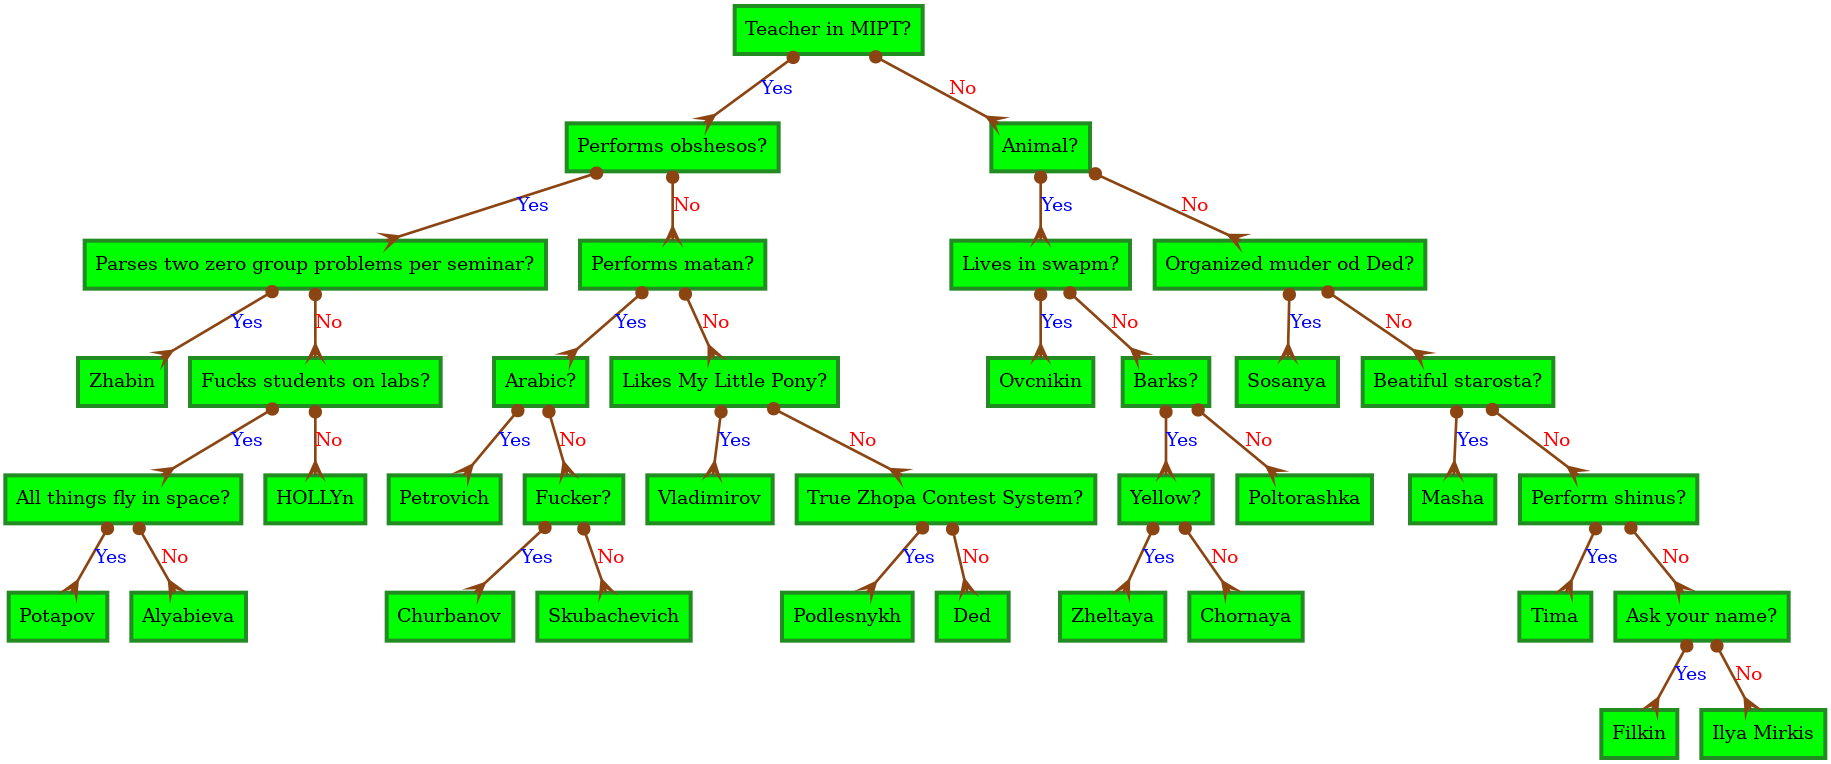 Teacher in MIPT?
Yes
No
Performs obshesos?
Animal?
Yes
No
Yes
No
Parses two zero group problems per seminar?
Performs matan?
Lives in swapm?
Organized muder od Ded?
Yes
No
Yes
No
Yes
No
Yes
No
Zhabin
Fucks students on labs?
Arabic?
Likes My Little Pony?
Ovcnikin
Barks?
Sosanya
Beatiful starosta?
Yes
No
Yes
No
Yes
No
Yes
No
Yes
No
All things fly in space?
HOLLYn
Petrovich
Fucker?
Vladimirov
True Zhopa Contest System?
Yellow?
Poltorashka
Masha
Perform shinus?
Yes
No
Yes
No
Yes
No
Yes
No
Yes
No
Potapov
Alyabieva
Churbanov
Skubachevich
Podlesnykh
Ded
Zheltaya
Chornaya
Tima
Ask your name?
Yes
No
Filkin
Ilya Mirkis